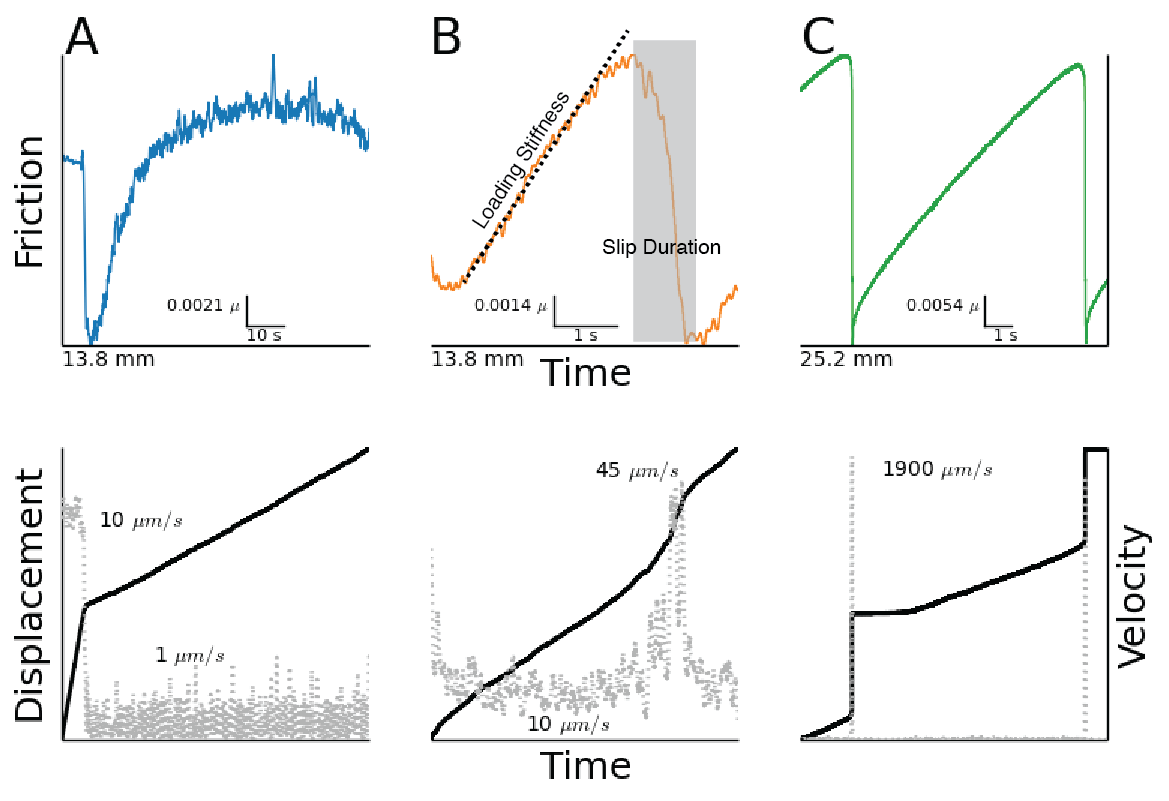 A
B
C
Friction
Loading Stiffness
Slip Duration
0.0021 μ
10 s
0.0014 μ
1 s
0.0054 μ
1 s
13.8 mm
13.8 mm
25.2 mm
Time
Displacement
10 μm/s
1 μm/s
45 μm/s
10 μm/s
1900 μm/s
Velocity
Time